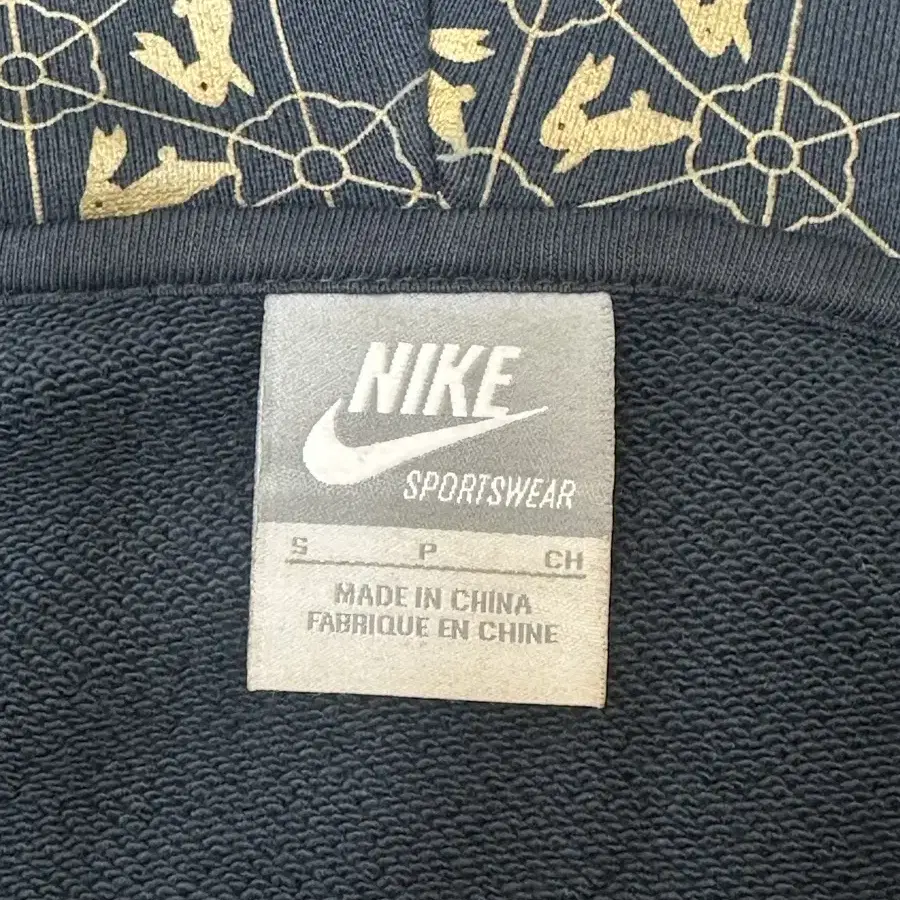 NIKE
SPORTSWEAR
S P CH
MADE IN CHINA
FABRIQUE EN CHINE